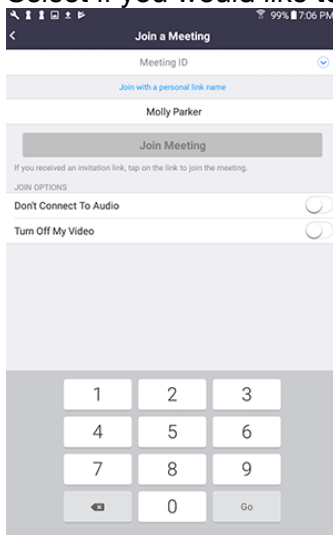 Select if you would like to
99% 7:06 PM
Join a Meeting
Meeting ID
Join with a personal link name
Molly Parker
Join Meeting
If you received an invitation link, tap on the link to join the meeting.
JOIN OPTIONS
Don't Connect To Audio
Turn Off My Video
1 2 3
4 5 6
7 8 9
0 Go